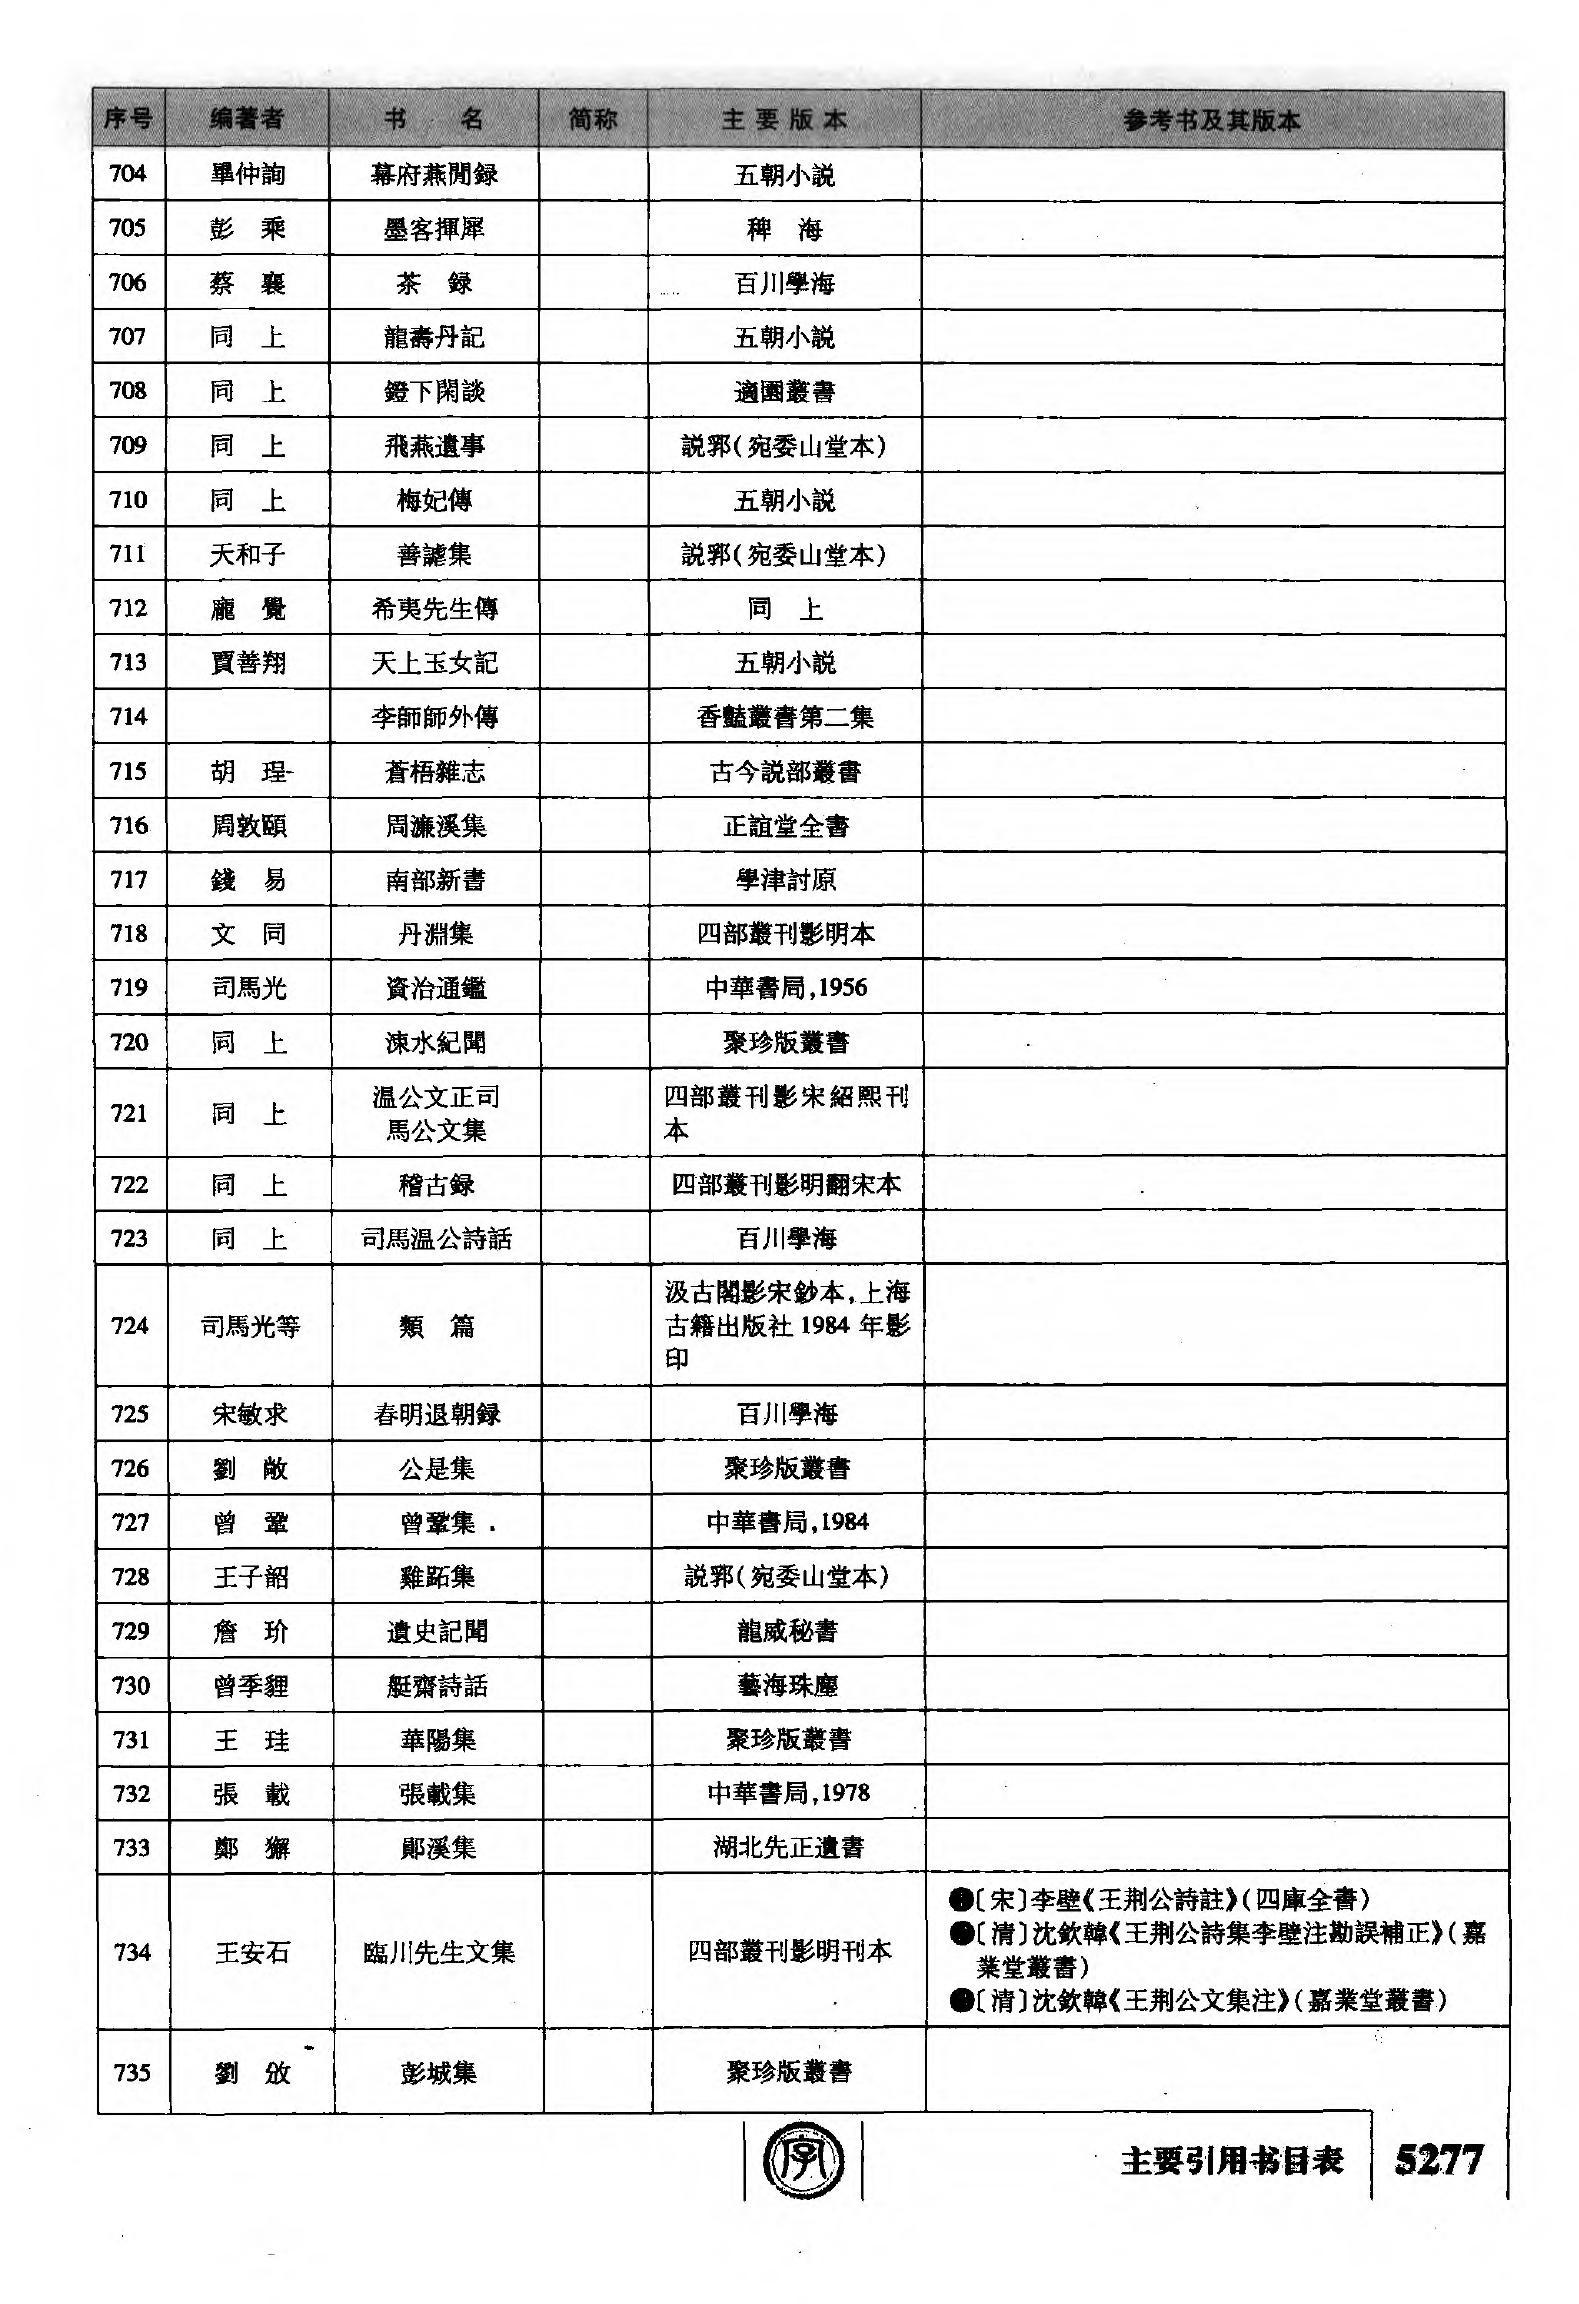 序号 编著者 书 名 简称 主要版本 参考书及其版本
704 畢仲詢 幕府燕閒録 五朝小説
705 彭 乘 墨客揮犀 稗 海
706 蔡 襄 茶 録 百川學海
707 同 上 龍壽丹記 五朝小説
708 同 上 鐙下閑談 適園叢書
709 同 上 飛燕遺事 説郛(宛委山堂本)
710 同 上 梅妃傳 五朝小説
711 天和子 善謔集 説郛(宛委山堂本)
712 龐 覺 希夷先生傳 同 上
713 賈善翔 天上玉女記 五朝小説
714 李師師外傳 香豔叢書第二集
715 胡 珵 蒼梧雜志 古今説部叢書
716 周敦頤 周濂溪集 正誼堂全書
717 錢 易 南部新書 學津討原
718 文 同 丹淵集 四部叢刊影明本
719 司馬光 資治通鑑 中華書局,1956
720 同 上 涑水紀聞 聚珍版叢書
721 同 上 温公文正司
馬公文集 四部叢刊影宋紹熙刊
本
722 同 上 稽古録 四部叢刊影明翻宋本
723 同 上 司馬温公詩話 百川學海
724 司馬光等 類 篇 汲古閣影宋鈔本,上海
古籍出版社1984年影
印
725 宋敏求 春明退朝録 百川學海
726 劉 敞 公是集 聚珍版叢書
727 曾 鞏 曾鞏集 中華書局,1984
728 王子韶 雞跖集 説郛(宛委山堂本)
729 詹 玠 遺史記聞 龍威秘書
730 曾季貍 艇齋詩話 藝海珠塵
731 王 珪 華陽集 聚珍版叢書
732 張 載 張載集 中華書局,1978
733 鄭 獬 鄖溪集 湖北先正遺書
734 王安石 臨川先生文集 四部叢刊影明刊本 ●〔宋〕李壁《王荆公詩註》(四庫全書)
●〔清〕沈欽韓《王荆公詩集李壁注勘誤補正》(嘉
業堂叢書)
●〔清〕沈欽韓《王荆公文集注》(嘉業堂叢書)
735 劉 攽 彭城集 聚珍版叢書
字 主要引用书目表 5277